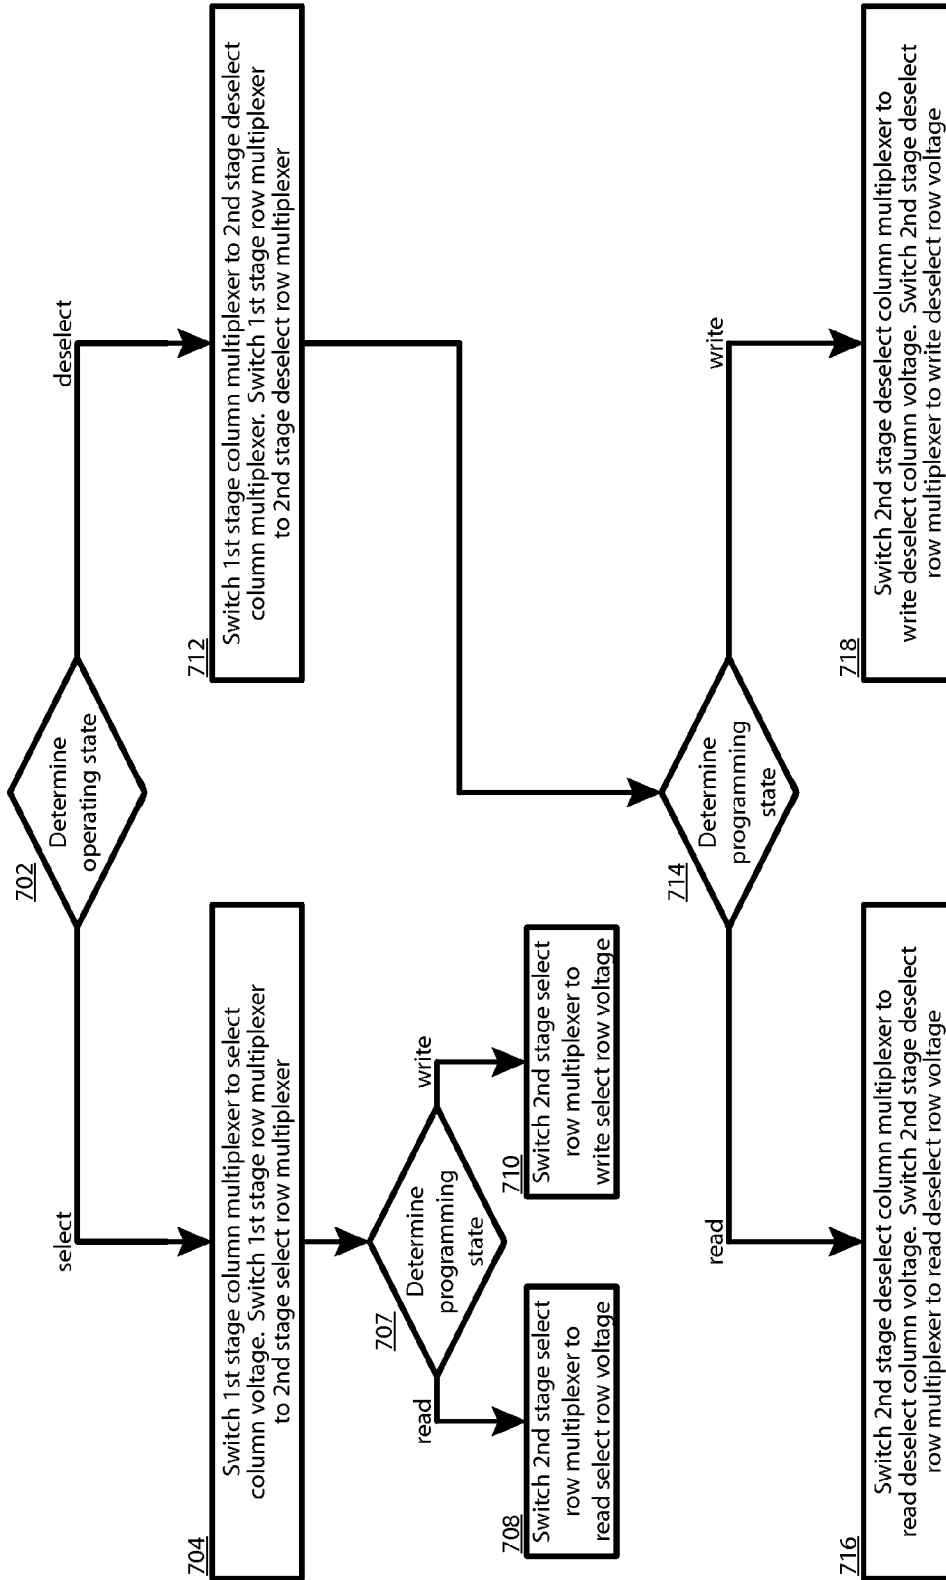 702
Determine
operating state
select
deselect
704
Switch 1st stage column multiplexer to select
column voltage. Switch 1st stage row multiplexer
to 2nd stage select row multiplexer
712
Switch 1st stage column multiplexer to 2nd stage deselect
column multiplexer. Switch 1st stage row multiplexer
to 2nd stage deselect row multiplexer
707
Determine
programming
state
read
write
708
Switch 2nd stage select
row multiplexer to
read select row voltage
710
Switch 2nd stage select
row multiplexer to
write select row voltage
714
Determine
programming
state
read
write
716
Switch 2nd stage deselect column multiplexer to
read deselect column voltage. Switch 2nd stage deselect
row multiplexer to read deselect row voltage
718
Switch 2nd stage deselect column multiplexer to
write deselect column voltage. Switch 2nd stage deselect
row multiplexer to write deselect row voltage